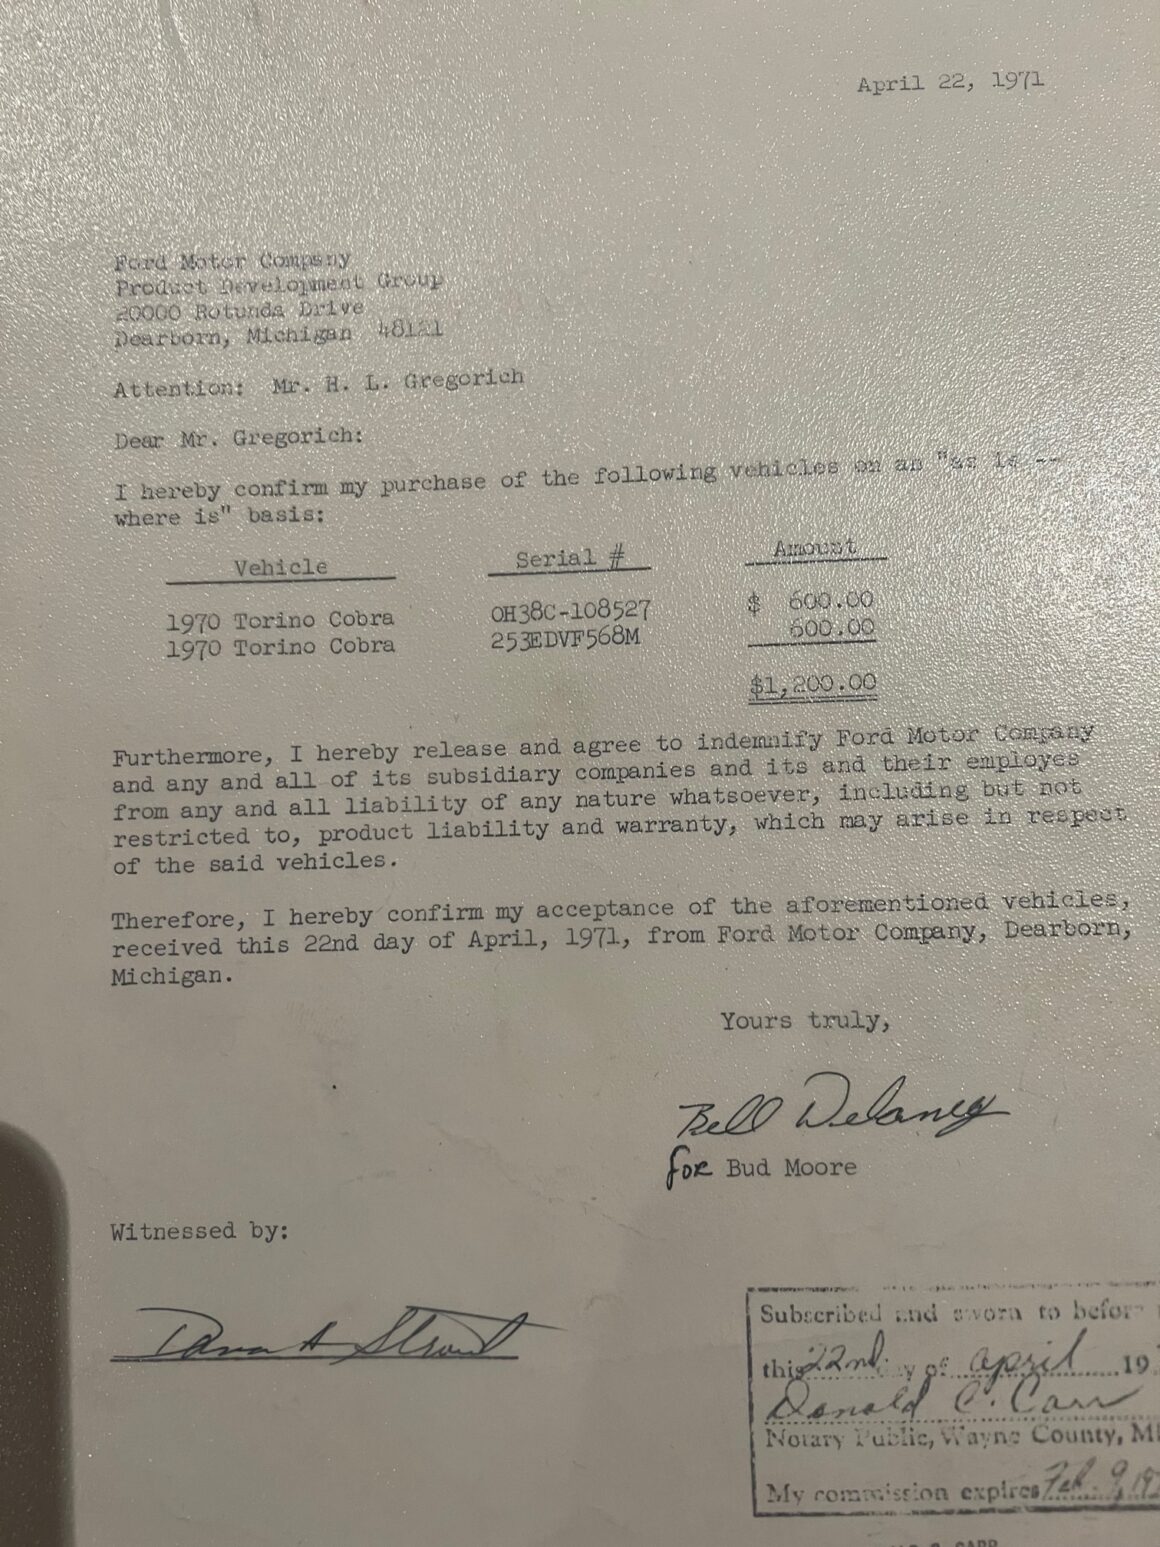 April 22, 1971
Ford Motor Company
Product Development Group
20000 Rotunda Drive
Dearborn, Michigan 48121
Attention: Mr. H. L. Gregorich
Dear Mr. Gregorich:
I hereby confirm my purchase of the following vehicles on an "as is --
where is" basis:
Vehicle Serial # Amount
1970 Torino Cobra OH38C-108527 $ 600.00
1970 Torino Cobra 253EDVF568M 600.00
$1,200.00
Furthermore, I hereby release and agree to indemnify Ford Motor Company
and any and all of its subsidiary companies and its and their employes
from any and all liability of any nature whatsoever, including but not
restricted to, product liability and warranty, which may arise in respect
of the said vehicles.
Therefore, I hereby confirm my acceptance of the aforementioned vehicles,
received this 22nd day of April, 1971, from Ford Motor Company, Dearborn,
Michigan.
Yours truly,
Bill Delaney
for Bud Moore
Witnessed by:
Subscribed and sworn to before
this 22nd day of April 19
Donald C. Carr
Notary Public, Wayne County, MI
My commission expires Feb. 9, 19
C. CARR